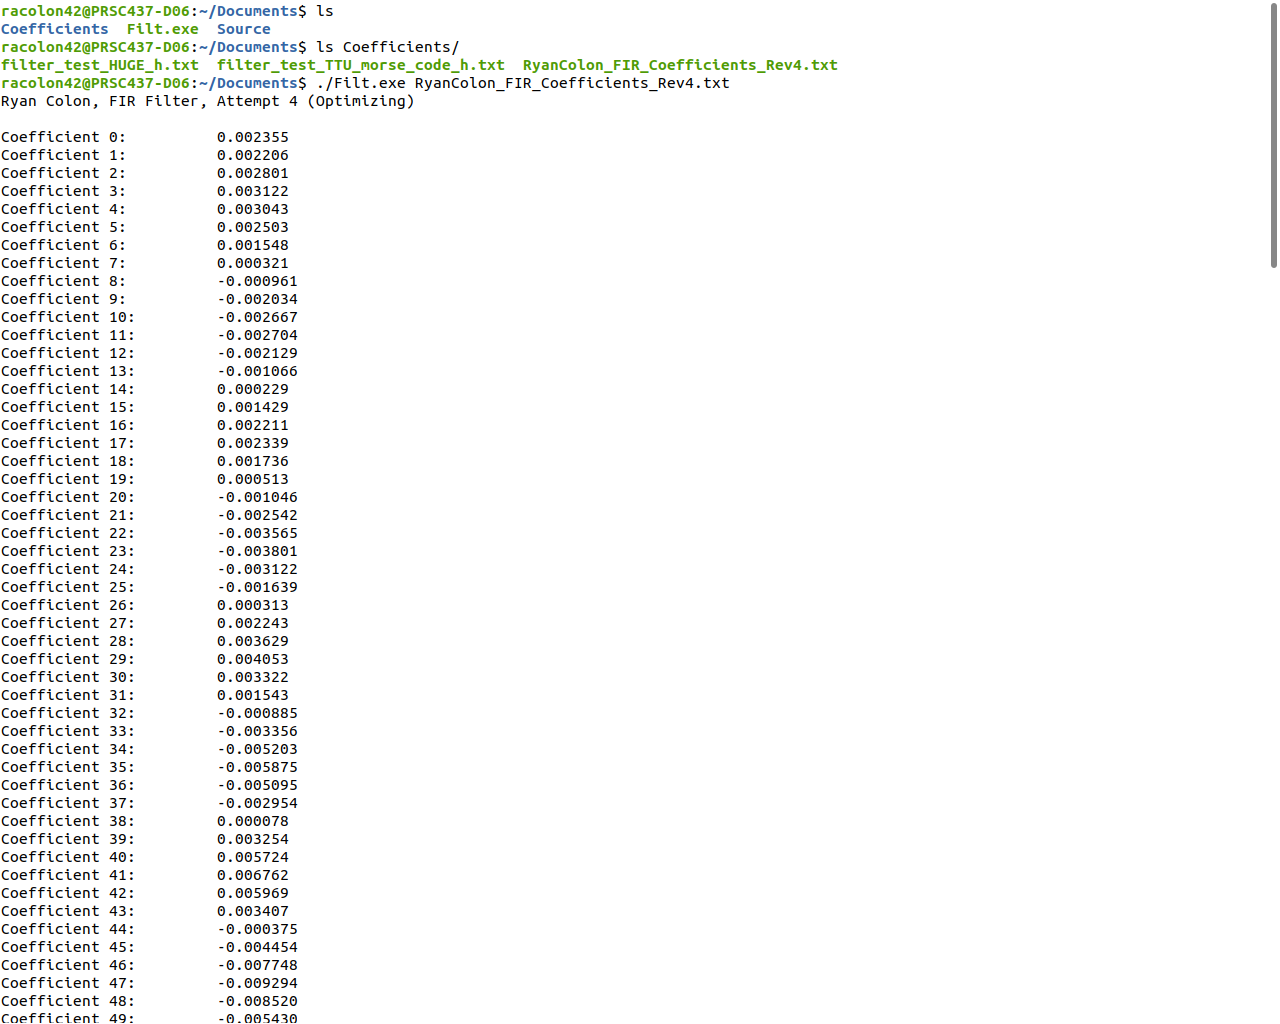 racolon42@PRSC437-D06:~/Documents$ ls
Coefficients  Filt.exe  Source
racolon42@PRSC437-D06:~/Documents$ ls Coefficients/
filter_test_HUGE_h.txt  filter_test_TTU_morse_code_h.txt  RyanColon_FIR_Coefficients_Rev4.txt
racolon42@PRSC437-D06:~/Documents$ ./Filt.exe RyanColon_FIR_Coefficients_Rev4.txt
Ryan Colon, FIR Filter, Attempt 4 (Optimizing)
Coefficient 0: 0.002355
Coefficient 1: 0.002206
Coefficient 2: 0.002801
Coefficient 3: 0.003122
Coefficient 4: 0.003043
Coefficient 5: 0.002503
Coefficient 6: 0.001548
Coefficient 7: 0.000321
Coefficient 8: -0.000961
Coefficient 9: -0.002034
Coefficient 10: -0.002667
Coefficient 11: -0.002704
Coefficient 12: -0.002129
Coefficient 13: -0.001066
Coefficient 14: 0.000229
Coefficient 15: 0.001429
Coefficient 16: 0.002211
Coefficient 17: 0.002339
Coefficient 18: 0.001736
Coefficient 19: 0.000513
Coefficient 20: -0.001046
Coefficient 21: -0.002542
Coefficient 22: -0.003565
Coefficient 23: -0.003801
Coefficient 24: -0.003122
Coefficient 25: -0.001639
Coefficient 26: 0.000313
Coefficient 27: 0.002243
Coefficient 28: 0.003629
Coefficient 29: 0.004053
Coefficient 30: 0.003322
Coefficient 31: 0.001543
Coefficient 32: -0.000885
Coefficient 33: -0.003356
Coefficient 34: -0.005203
Coefficient 35: -0.005875
Coefficient 36: -0.005095
Coefficient 37: -0.002954
Coefficient 38: 0.000078
Coefficient 39: 0.003254
Coefficient 40: 0.005724
Coefficient 41: 0.006762
Coefficient 42: 0.005969
Coefficient 43: 0.003407
Coefficient 44: -0.000375
Coefficient 45: -0.004454
Coefficient 46: -0.007748
Coefficient 47: -0.009294
Coefficient 48: -0.008520
Coefficient 49: -0.005430